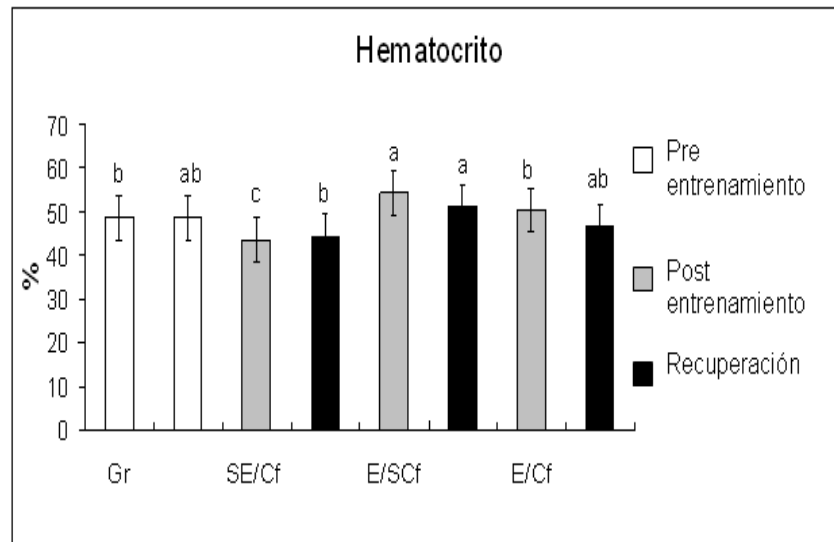 Hematocrito
70
60
50
40
30
20
10
0
%
b
ab
c
b
a
a
b
ab
Gr
SE/Cf
E/SCf
E/Cf
Pre
entrenamiento
Post
entrenamiento
Recuperación